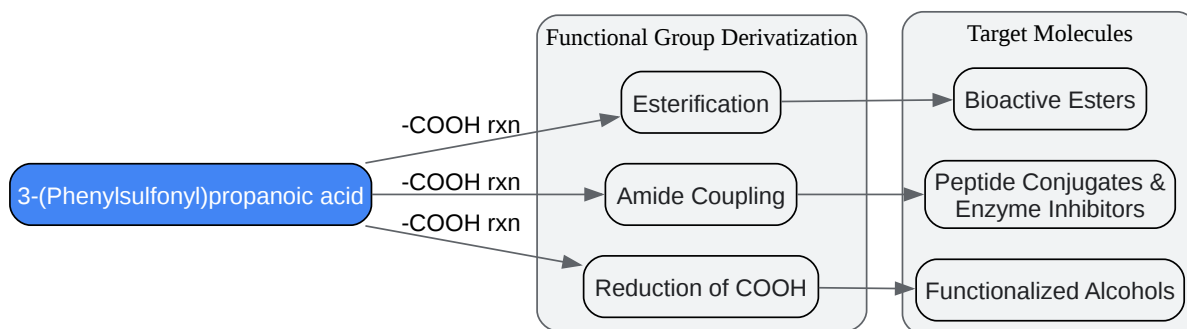 Functional Group Derivatization
Target Molecules
Esterification
Bioactive Esters
-COOH rxn
3-(Phenylsulfonyl)propanoic acid
-COOH rxn
Amide Coupling
Peptide Conjugates &
Enzyme Inhibitors
-COOH rxn
Reduction of COOH
Functionalized Alcohols